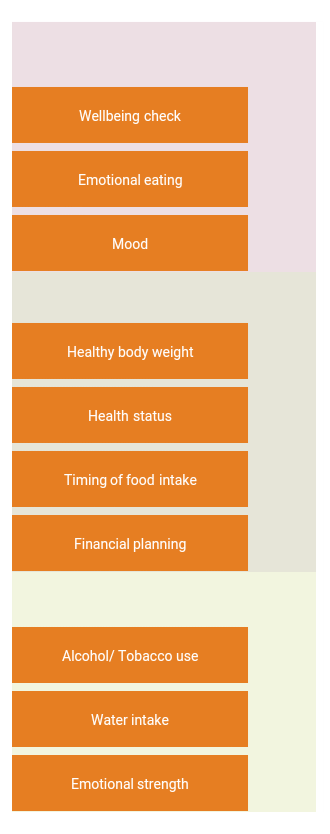 Wellbeing check
Emotional eating
Mood
Healthy body weight
Health status
Timing of food intake
Financial planning
Alcohol/ Tobacco use
Water intake
Emotional strength